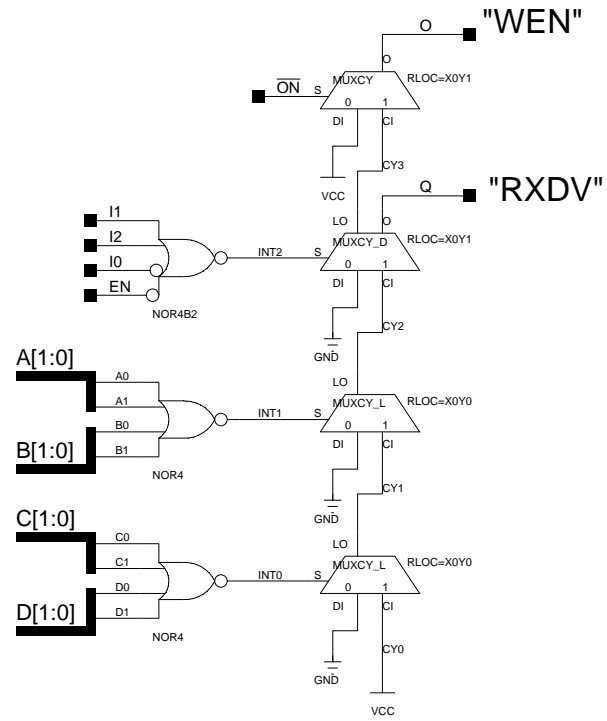 O "WEN"
O
ON S MUXCY RLOC=X0Y1
0 1
DI CI
CY3
VCC
Q "RXDV"
LO O
I1
I2 INT2 S MUXCY_D RLOC=X0Y1
I0 0 1
EN DI CI
NOR4B2
CY2
GND
A[1:0] LO
A0
A1 INT1 S MUXCY_L RLOC=X0Y0
B0 0 1
B[1:0] B1 DI CI
NOR4
CY1
GND
C[1:0] LO
C0
C1 INT0 S MUXCY_L RLOC=X0Y0
D0 0 1
D[1:0] D1 DI CI
NOR4
CY0
GND
VCC